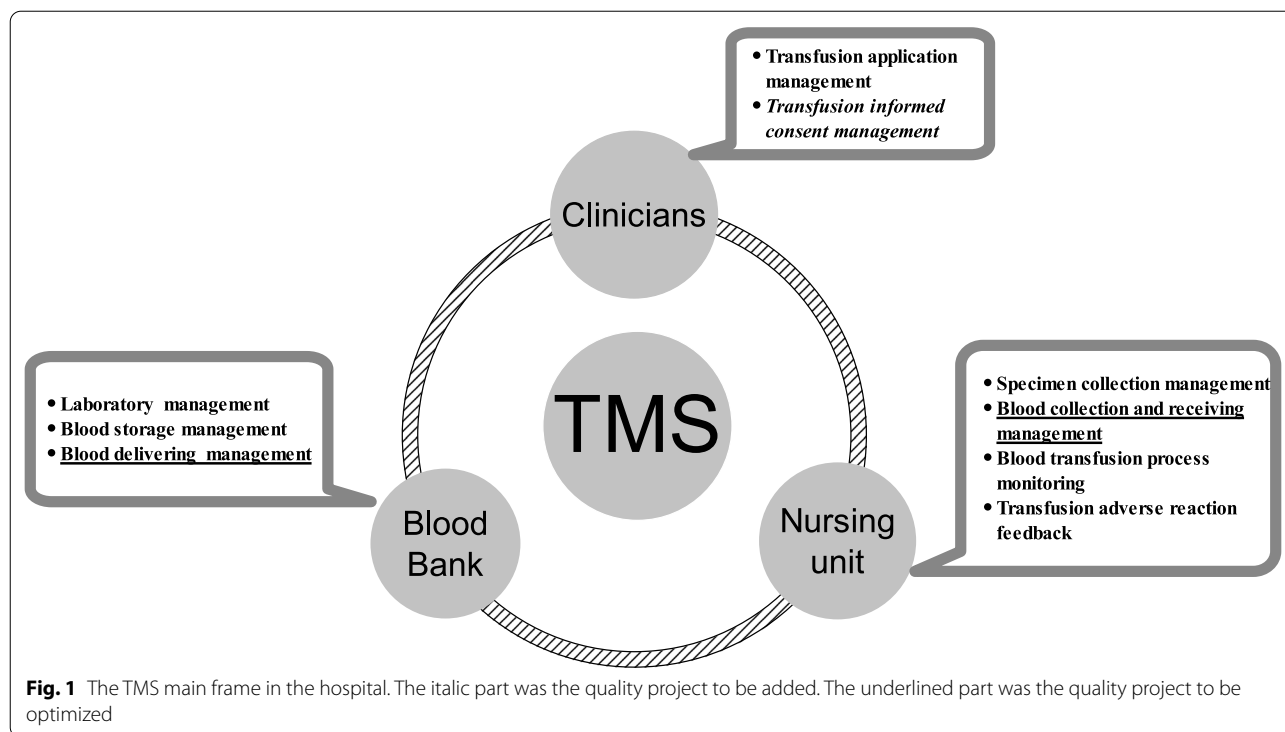 • Transfusion application
management
• Transfusion informed
consent management
Clinicians
TMS
• Laboratory management
• Blood storage management
• Blood delivering management
Blood
Bank
• Specimen collection management
• Blood collection and receiving
management
• Blood transfusion process
monitoring
• Transfusion adverse reaction
feedback
Nursing
unit
Fig. 1 The TMS main frame in the hospital. The italic part was the quality project to be added. The underlined part was the quality project to be
optimized